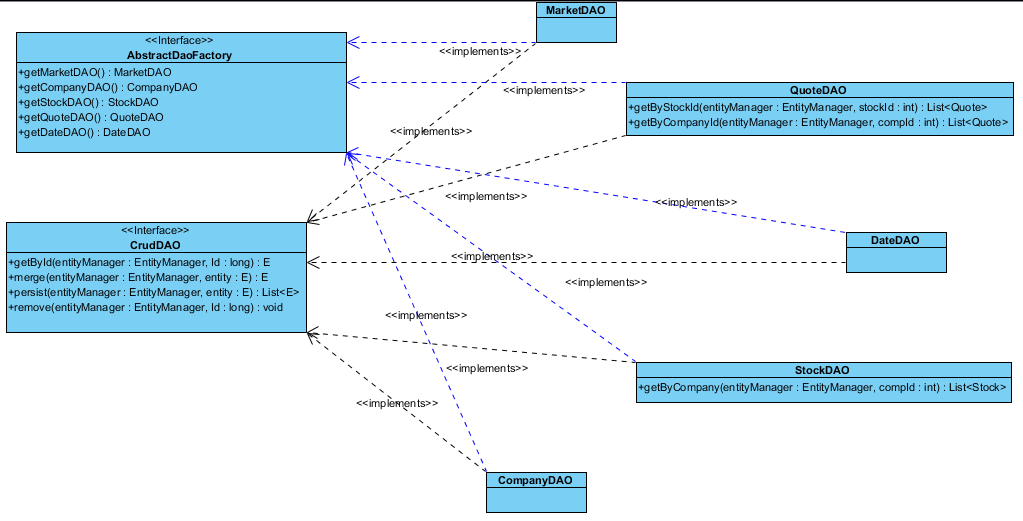 MarketDAO
<<Interface>>
AbstractDaoFactory
+getMarketDAO() : MarketDAO
+getCompanyDAO() : CompanyDAO
+getStockDAO() : StockDAO
+getQuoteDAO() : QuoteDAO
+getDateDAO() : DateDAO
<<implements>>
<<implements>>
QuoteDAO
+getByStockId(entityManager : EntityManager, stockId : int) : List<Quote>
+getByCompanyId(entityManager : EntityManager, compId : int) : List<Quote>
<<implements>>
<<implements>>
<<implements>>
<<Interface>>
CrudDAO
+getById(entityManager : EntityManager, Id : long) : E
+merge(entityManager : EntityManager, entity : E) : E
+persist(entityManager : EntityManager, entity : E) : List<E>
+remove(entityManager : EntityManager, Id : long) : void
DateDAO
<<implements>>
<<implements>>
<<implements>>
<<implements>>
StockDAO
+getByCompany(entityManager : EntityManager, compId : int) : List<Stock>
<<implements>>
CompanyDAO